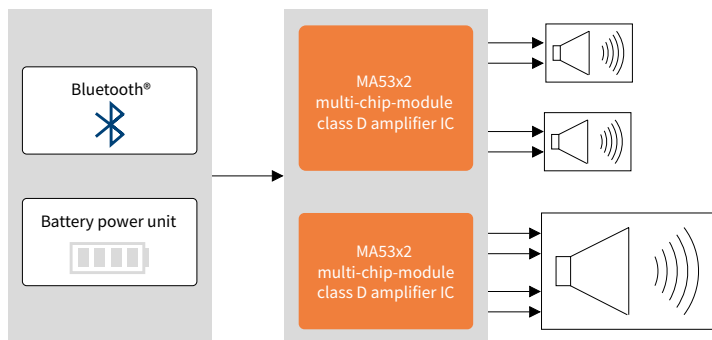 Bluetooth®
Battery power unit
MA53x2
multi-chip-module
class D amplifier IC
MA53x2
multi-chip-module
class D amplifier IC